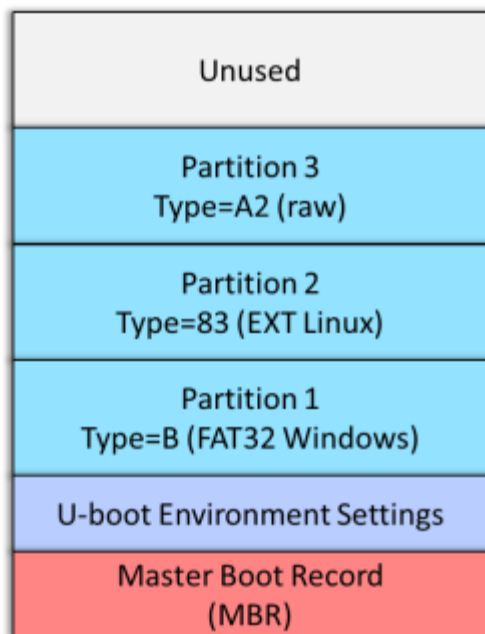 Unused
Partition 3
Type=A2 (raw)
Partition 2
Type=83 (EXT Linux)
Partition 1
Type=B (FAT32 Windows)
U-boot Environment Settings
Master Boot Record
(MBR)